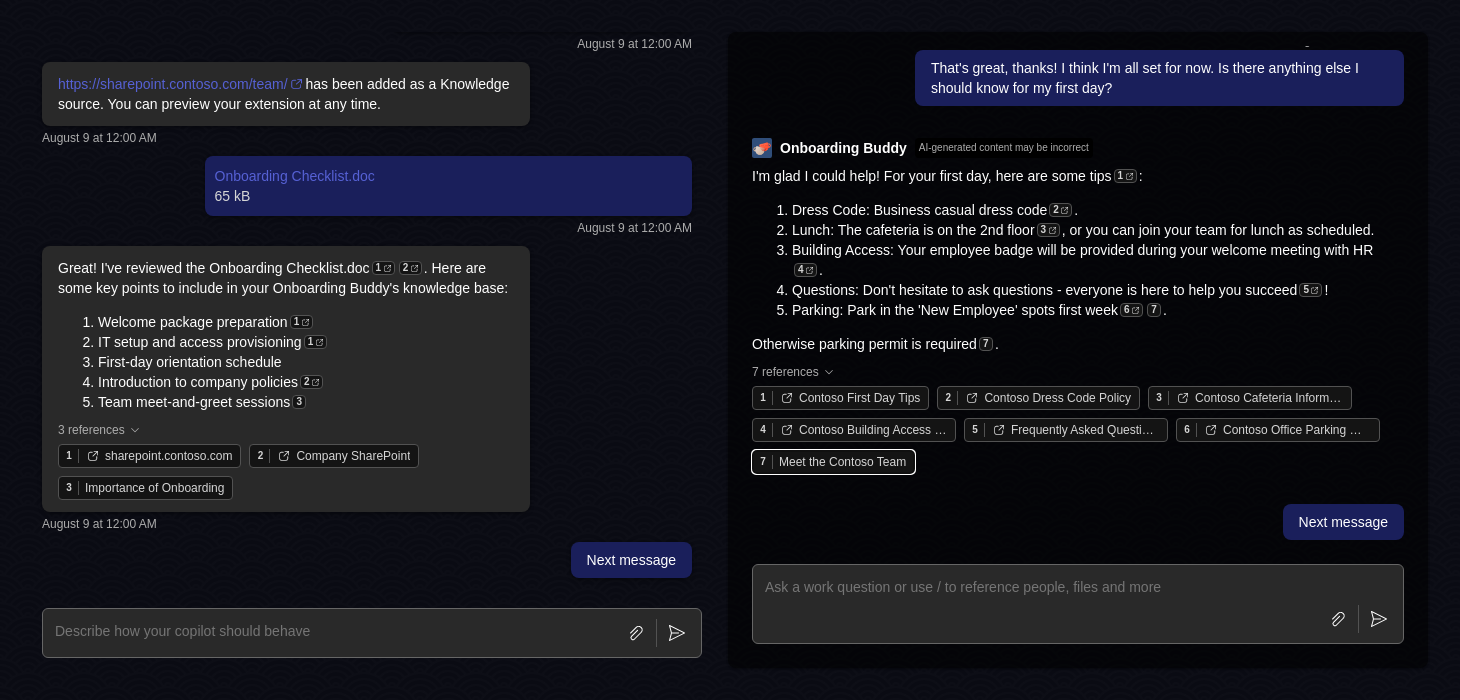 August 9 at 12:00 AM
https://sharepoint.contoso.com/team/ has been added as a Knowledge
source. You can preview your extension at any time.
August 9 at 12:00 AM
Onboarding Checklist.doc
65 kB
August 9 at 12:00 AM
Great! I've reviewed the Onboarding Checklist.doc 1 2 . Here are
some key points to include in your Onboarding Buddy's knowledge base:
1. Welcome package preparation 1
2. IT setup and access provisioning 1
3. First-day orientation schedule
4. Introduction to company policies 2
5. Team meet-and-greet sessions 3
3 references
1 sharepoint.contoso.com 2 Company SharePoint
3 Importance of Onboarding
August 9 at 12:00 AM
Next message
Describe how your copilot should behave
That's great, thanks! I think I'm all set for now. Is there anything else I
should know for my first day?
Onboarding Buddy AI-generated content may be incorrect
I'm glad I could help! For your first day, here are some tips 1 :
1. Dress Code: Business casual dress code 2 .
2. Lunch: The cafeteria is on the 2nd floor 3 , or you can join your team for lunch as scheduled.
3. Building Access: Your employee badge will be provided during your welcome meeting with HR
4 .
4. Questions: Don't hesitate to ask questions - everyone is here to help you succeed 5 !
5. Parking: Park in the 'New Employee' spots first week 6 7 .
Otherwise parking permit is required 7 .
7 references
1 Contoso First Day Tips 2 Contoso Dress Code Policy 3 Contoso Cafeteria Inform…
4 Contoso Building Access … 5 Frequently Asked Questi… 6 Contoso Office Parking …
7 Meet the Contoso Team
Next message
Ask a work question or use / to reference people, files and more